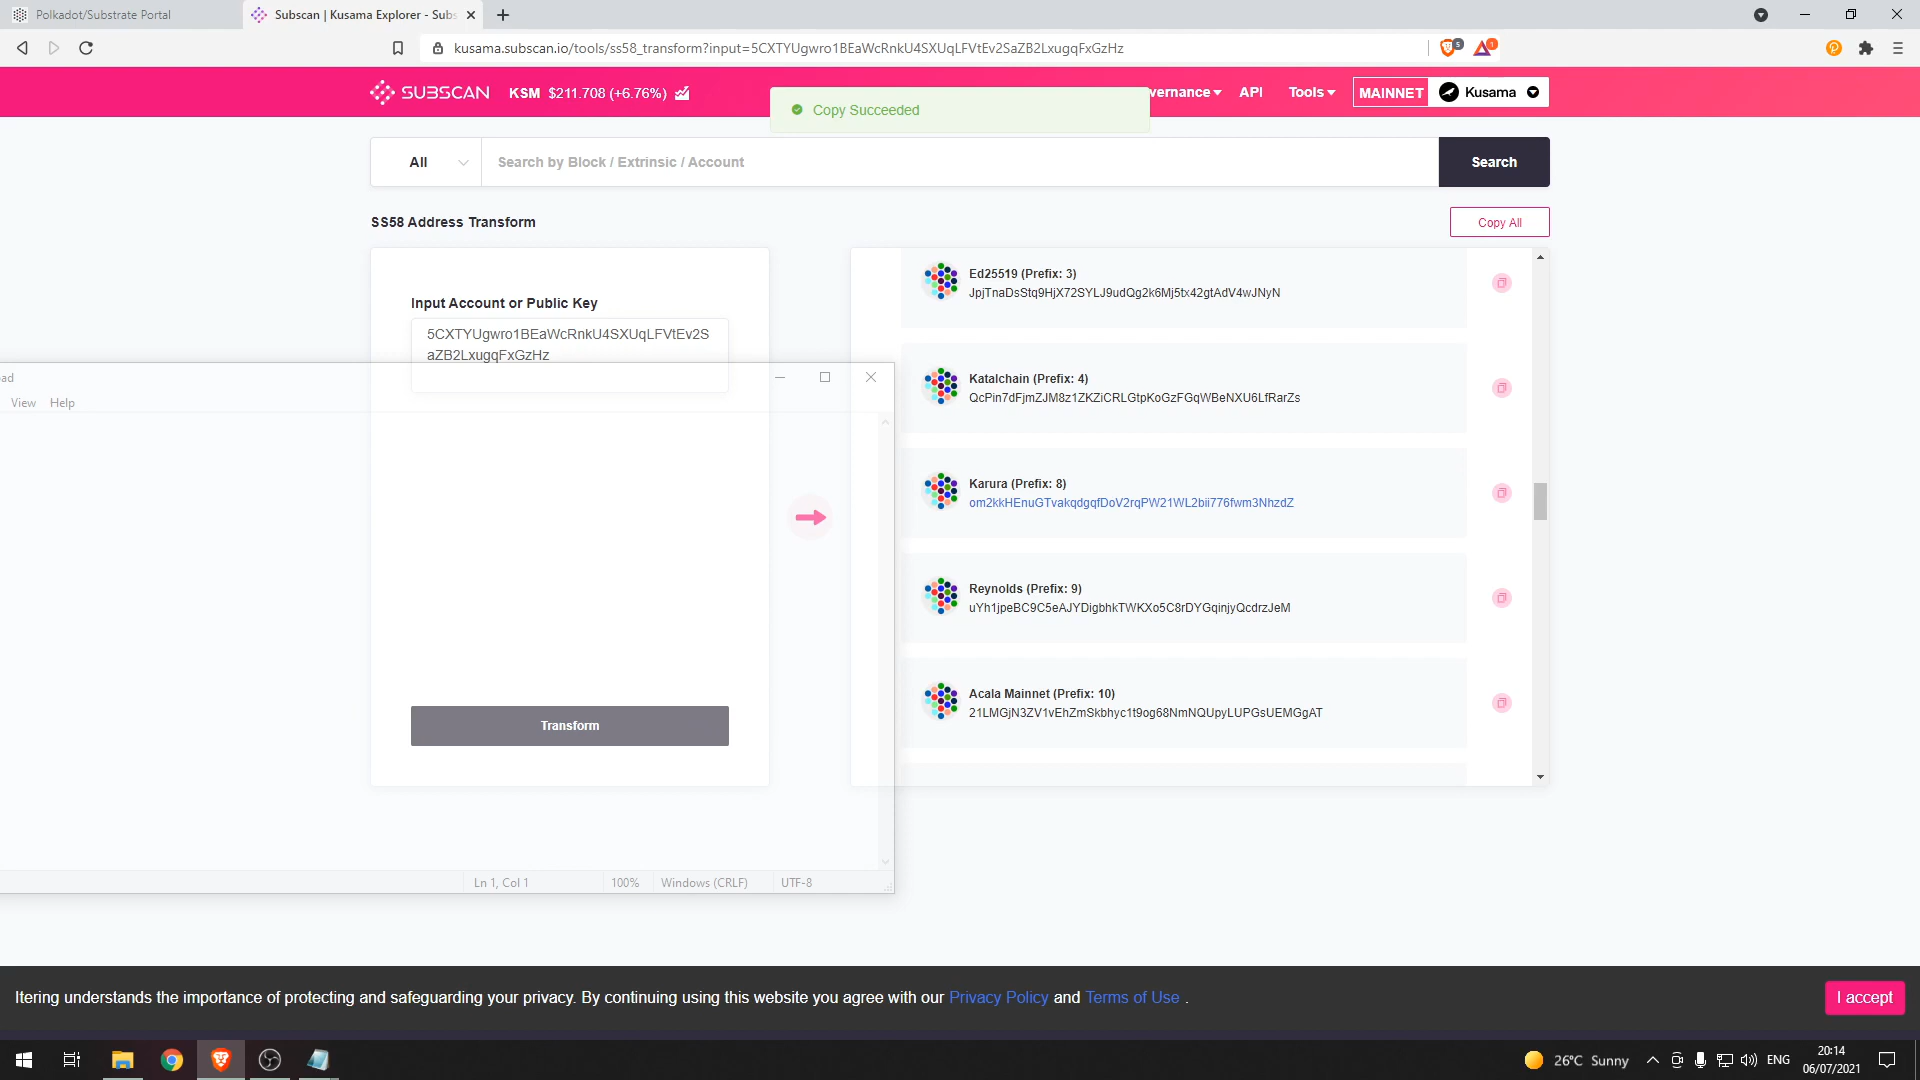 Polkadot/Substrate Portal
Subscan | Kusama Explorer - Subs
kusama.subscan.io/tools/ss58_transform?input=5CXTYUgwro1BEaWcRnkU4SXUqLFVtEv2SaZB2LxugqFxGzHz
5
1
SUBSCAN
KSM $211.708 (+6.76%)
Copy Succeeded
vernance
API
Tools
MAINNET
Kusama
All
Search by Block / Extrinsic / Account
Search
SS58 Address Transform
Copy All
Input Account or Public Key
5CXTYUgwro1BEaWcRnkU4SXUqLFVtEv2S
aZB2LxugqFxGzHz
Transform
ad
View Help
Ln 1, Col 1
100%
Windows (CRLF)
UTF-8
Ed25519 (Prefix: 3)
JpjTnaDsStq9HjX72SYLJ9udQg2k6Mj5tx42gtAdV4wJNyN
Katalchain (Prefix: 4)
QcPin7dFjmZJM8z1ZKZiCRLGtpKoGzFGqWBeNXU6LfRarZs
Karura (Prefix: 8)
om2kkHEnuGTvakqdgqfDoV2rqPW21WL2bii776fwm3NhzdZ
Reynolds (Prefix: 9)
uYh1jpeBC9C5eAJYDigbhkTWKXo5C8rDYGqinjyQcdrzJeM
Acala Mainnet (Prefix: 10)
21LMGjN3ZV1vEhZmSkbhyc1t9og68NmNQUpyLUPGsUEMGgAT
Itering understands the importance of protecting and safeguarding your privacy. By continuing using this website you agree with our Privacy Policy and Terms of Use .
I accept
26°C Sunny
ENG
20:14
06/07/2021